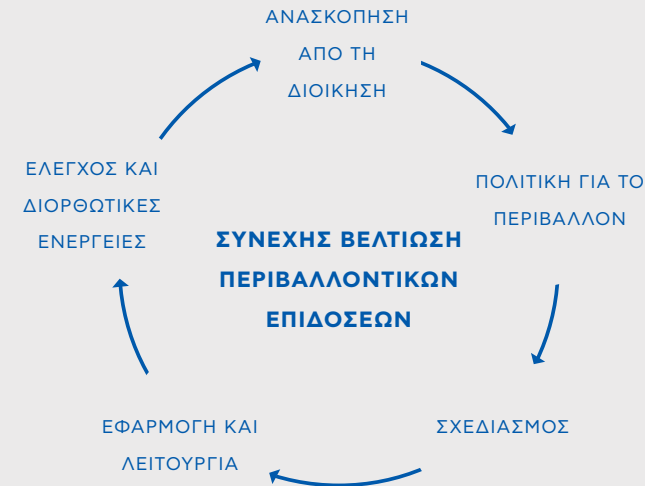 ΑΝΑΣΚΟΠΗΣΗ
ΑΠΟ ΤΗ
ΔΙΟΙΚΗΣΗ
ΠΟΛΙΤΙΚΗ ΓΙΑ ΤΟ
ΠΕΡΙΒΑΛΛΟΝ
ΣΧΕΔΙΑΣΜΟΣ
ΕΦΑΡΜΟΓΗ ΚΑΙ
ΛΕΙΤΟΥΡΓΙΑ
ΕΛΕΓΧΟΣ ΚΑΙ
ΔΙΟΡΘΩΤΙΚΕΣ
ΕΝΕΡΓΕΙΕΣ
ΣΥΝΕΧΗΣ ΒΕΛΤΙΩΣΗ
ΠΕΡΙΒΑΛΛΟΝΤΙΚΩΝ
ΕΠΙΔΟΣΕΩΝ